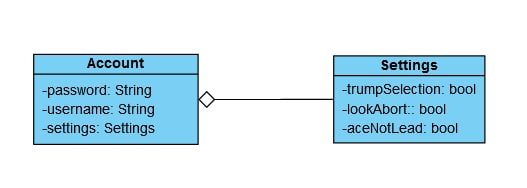 Account
-password: String
-username: String
-settings: Settings
Settings
-trumpSelection: bool
-lookAbort:: bool
-aceNotLead: bool